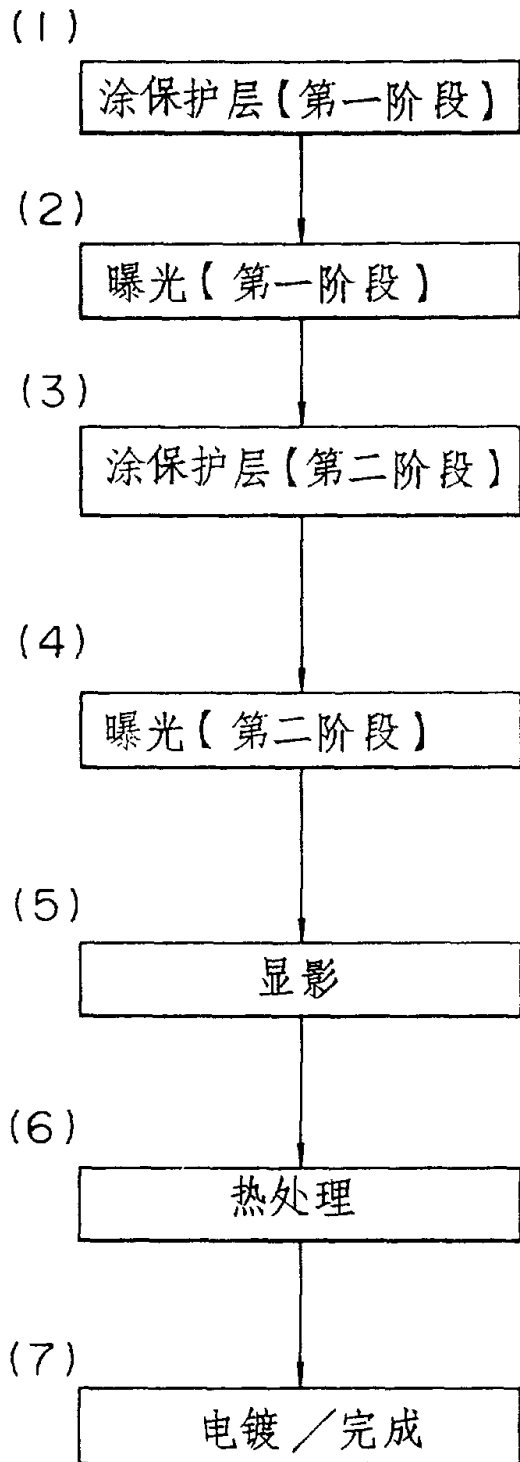 (1)
涂保护层【第一阶段】
(2)
曝光【第一阶段】
(3)
涂保护层【第二阶段】
(4)
曝光【第二阶段】
(5)
显影
(6)
热处理
(7)
电镀／完成